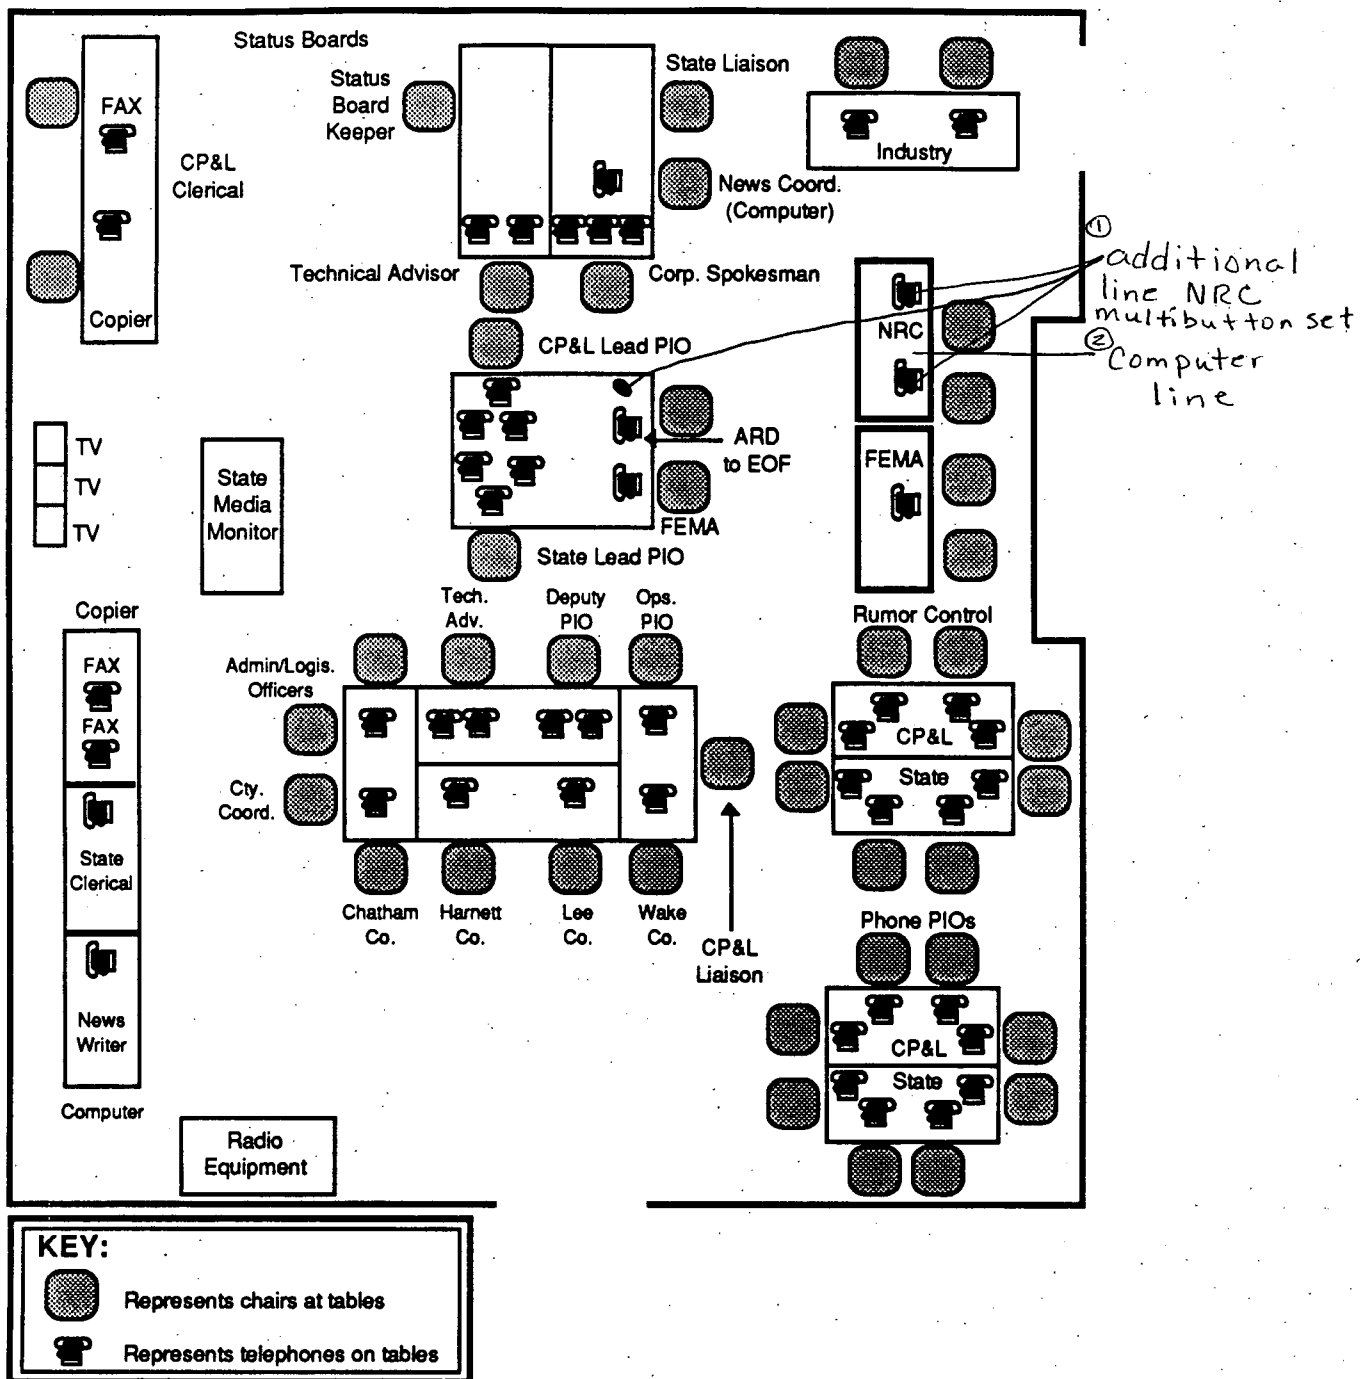 Status Boards
Status
Board
Keeper
State Liaison
FAX
CP&L
Clerical
Industry
News Coord.
(Computer)
Technical Advisor
Corp. Spokesman
Copier
①
additional
line NRC
multibutton set
NRC
②
Computer
line
CP&L Lead PIO
ARD
to EOF
FEMA
TV
TV
TV
State
Media
Monitor
FEMA
State Lead PIO
Copier
Tech.
Adv.
Deputy
PIO
Ops.
PIO
Rumor Control
FAX
FAX
Admin/Logis.
Officers
CP&L
State
Cty.
Coord.
State
Clerical
Chatham
Co.
Harnett
Co.
Lee
Co.
Wake
Co.
CP&L
Liaison
Phone PIOs
News
Writer
CP&L
State
Computer
Radio
Equipment
KEY:
Represents chairs at tables
Represents telephones on tables